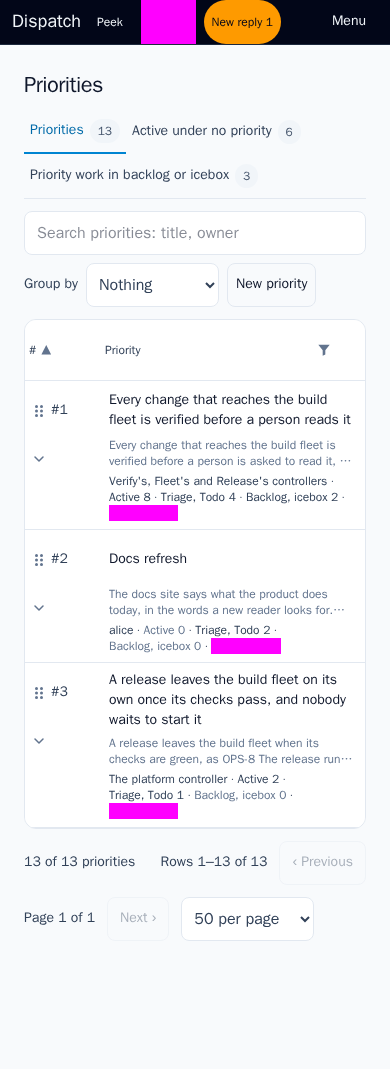 Dispatch Peek New reply 1 Menu
Priorities
Priorities 13 Active under no priority 6
Priority work in backlog or icebox 3
Search priorities: title, owner
Group by Nothing New priority
# ▲ Priority
#1 Every change that reaches the build
fleet is verified before a person reads it
Every change that reaches the build fleet is
verified before a person is asked to read it, ⋯
Verify's, Fleet's and Release's controllers ·
Active 8 · Triage, Todo 4 · Backlog, icebox 2 ·
#2 Docs refresh
The docs site says what the product does
today, in the words a new reader looks for.⋯
alice · Active 0 · Triage, Todo 2 ·
Backlog, icebox 0 ·
#3 A release leaves the build fleet on its
own once its checks pass, and nobody
waits to start it
A release leaves the build fleet when its
checks are green, as OPS-8 The release run⋯
The platform controller · Active 2 ·
Triage, Todo 1 · Backlog, icebox 0 ·
13 of 13 priorities Rows 1–13 of 13 ‹ Previous
Page 1 of 1 Next › 50 per page